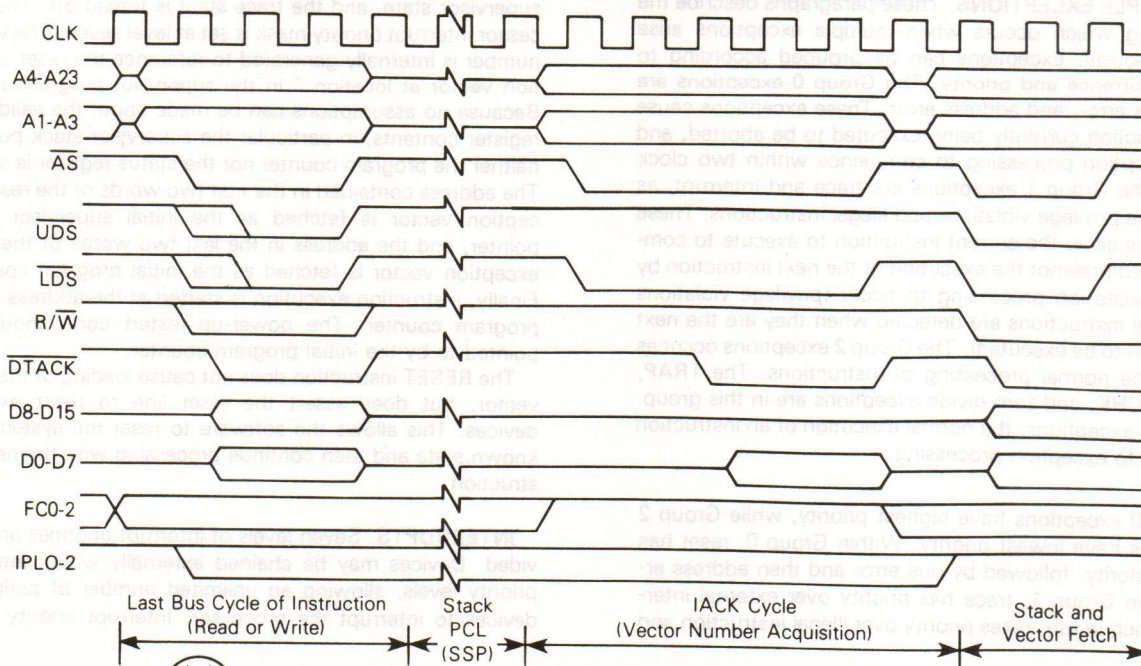 CLK
A4-A23
A1-A3
AS
UDS
LDS
R/W
DTACK
D8-D15
D0-D7
FC0-2
IPL0-2
Last Bus Cycle of Instruction
(Read or Write)
Stack
PCL
(SSP)
IACK Cycle
(Vector Number Acquisition)
Stack and
Vector Fetch